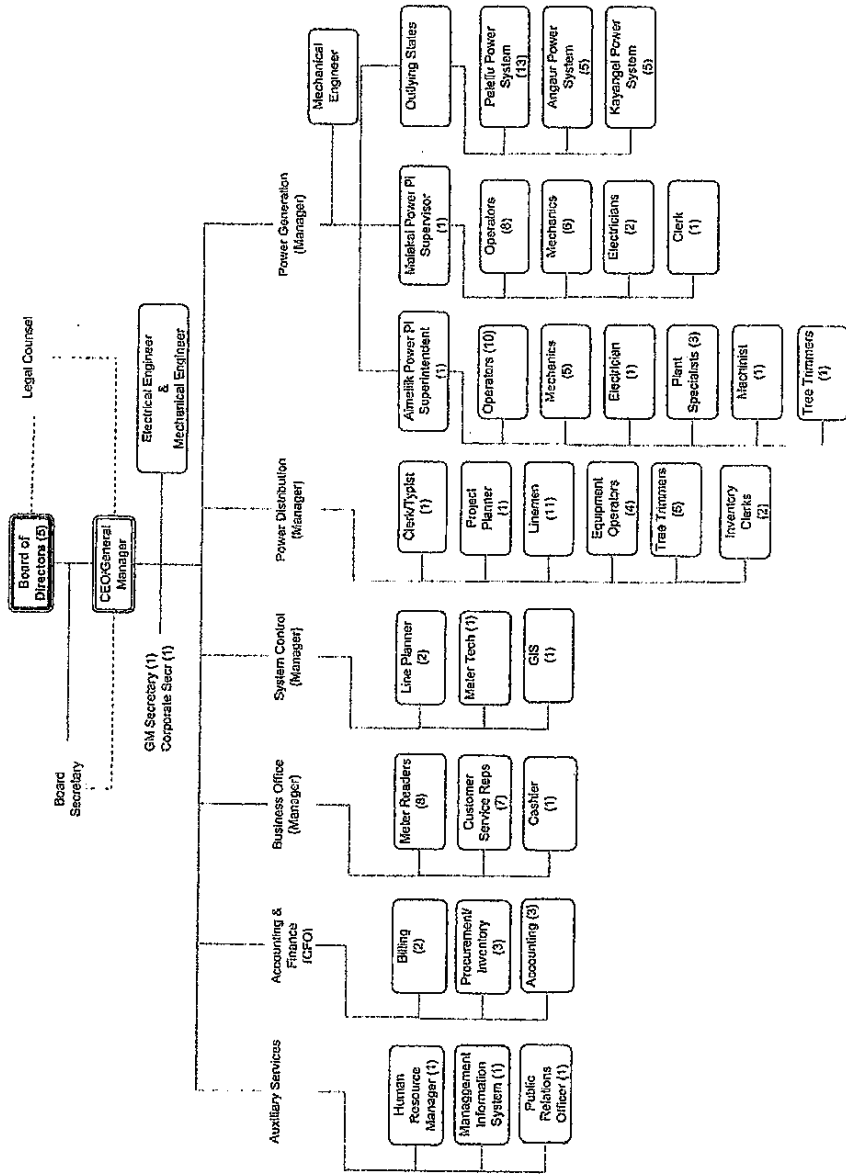 Board of
Directors (5)
Legal Counsel
Board
Secretary
CEO/General
Manager
GM Secretary (1)
Corporate Secr (1)
Electrical Engineer
&
Mechanical Engineer
Auxiliary Services
Human
Resource
Manager (1)
Managgement
Information
System (1)
Public
Relations
Officer (1)
Accounting &
Finance
(CFO)
Billing
(2)
Procurement/
Inventory
(3)
Accounting (3)
Business Office
(Manager)
Meter Readers
(8)
Customer
Service Reps
(7)
Cashier
(1)
System Control
(Manager)
Line Planner
(2)
Meter Tech (1)
GIS
(1)
Power Distribution
(Manager)
Clerk/Typist
(1)
Project
Planner
(1)
Linemen
(11)
Equipment
Operators
(4)
Tree Trimmers
(5)
Inventory
Clerks
(2)
Power Generation
(Manager)
Mechanical
Engineer
Aimeliik Power Pl
Superintendent
(1)
Operators (10)
Mechanics
(5)
Electrician
(1)
Plant
Specialists (3)
Machinist
(1)
Tree Trimmers
(1)
Malakal Power Pl
Supervisor
(1)
Operators
(8)
Mechanics
(6)
Electricians
(2)
Clerk
(1)
Outlying States
Peleliu Power
System
(13)
Angaur Power
System
(5)
Kayangel Power
System
(5)